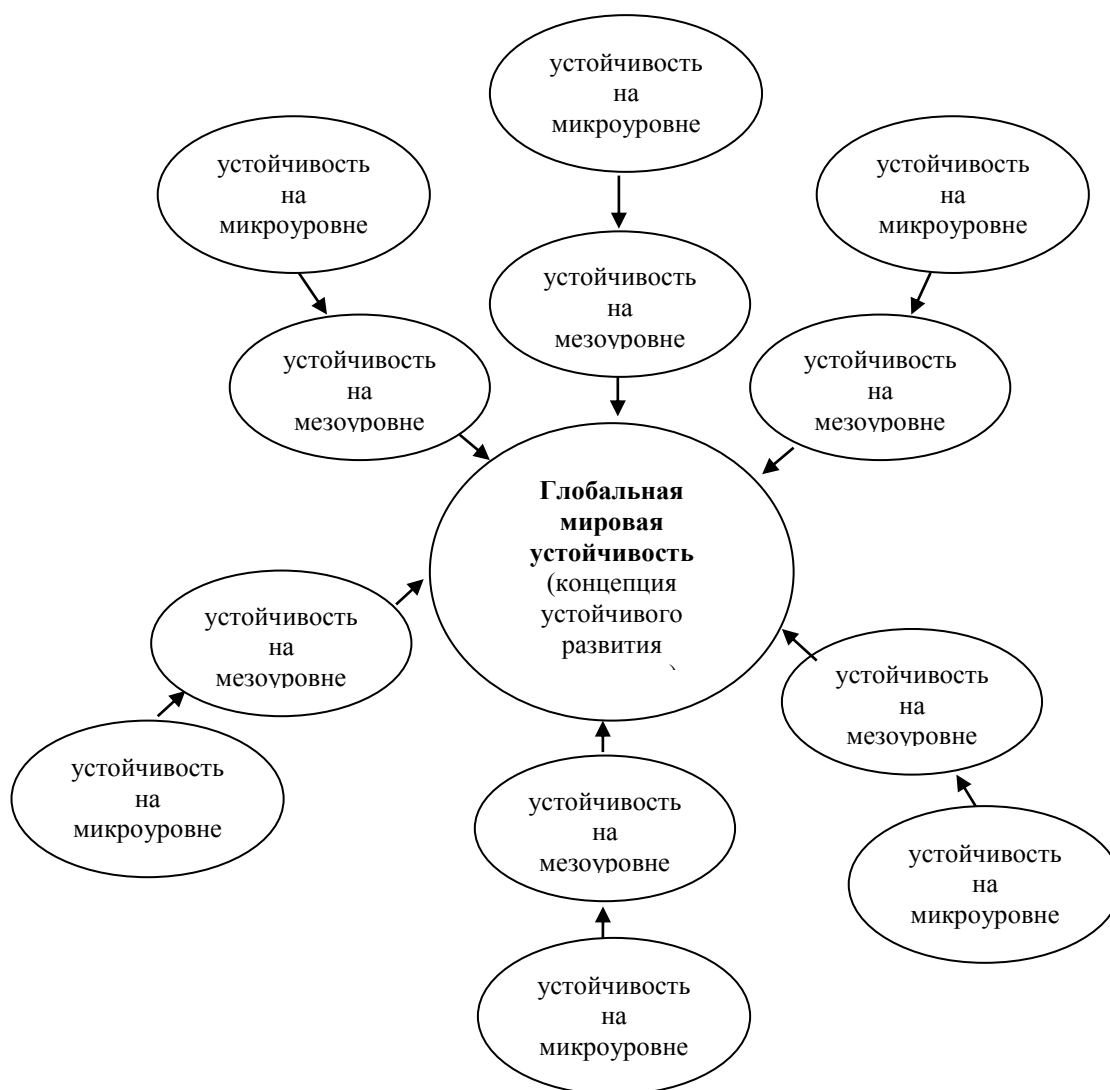 устойчивость
на
микроуровне
устойчивость
на
микроуровне
устойчивость
на
микроуровне
устойчивость
на
мезоуровне
устойчивость
на
мезоуровне
устойчивость
на
мезоуровне
Глобальная
мировая
устойчивость
(концепция
устойчивого
развития
)
устойчивость
на
мезоуровне
устойчивость
на
мезоуровне
устойчивость
на
микроуровне
устойчивость
на
мезоуровне
устойчивость
на
микроуровне
устойчивость
на
микроуровне